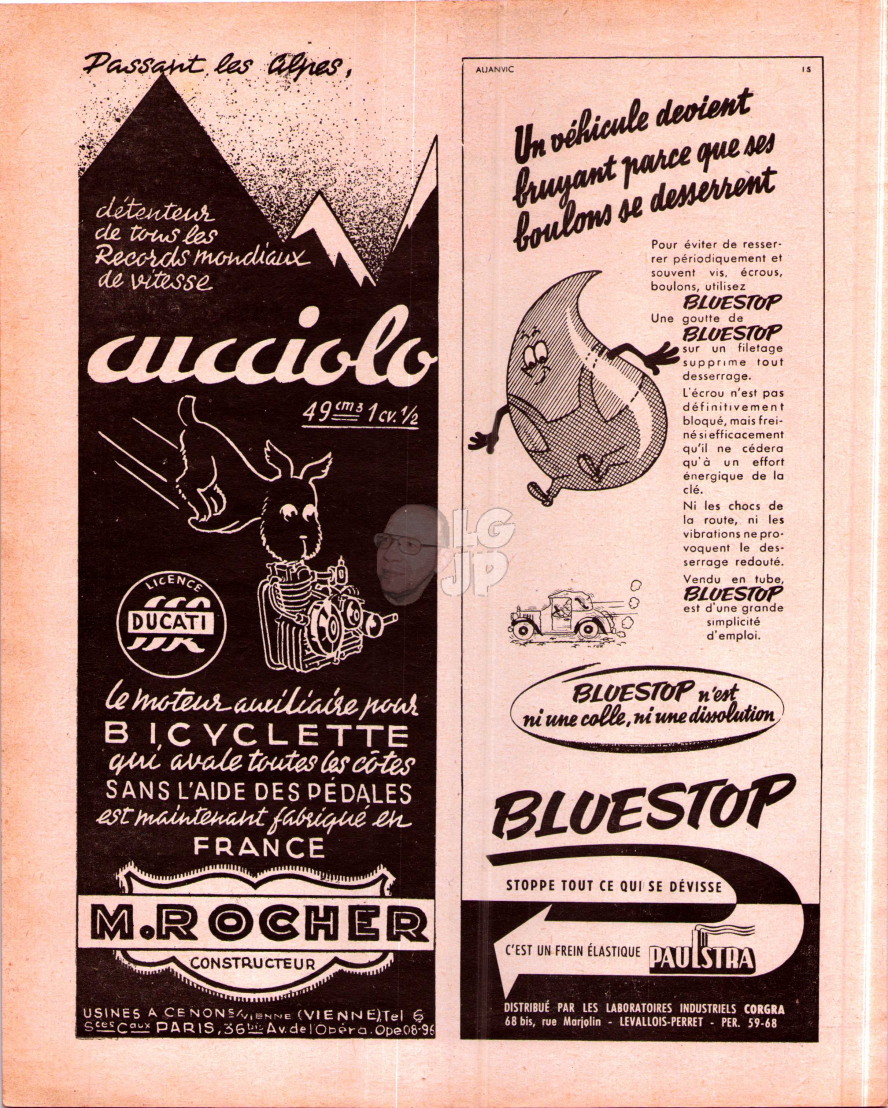 Passant les Alpes,
détenteur
de tous les
Records mondiaux
de vitesse
cucciolo
49 cm3 1 cv. 1/2
LICENCE
DUCATI
le moteur auxiliaire pour
BICYCLETTE
qui avale toutes les côtes
SANS L'AIDE DES PÉDALES
est maintenant fabriqué en
FRANCE
M. ROCHER
CONSTRUCTEUR
USINES A CENON S/VIENNE (VIENNE) Tel 6
Stes Caux PARIS, 36 bis Av. de l'Opéra. Ope. 08-96
LG
JP
AUANVIC 15
Un véhicule devient
bruyant parce que ses
boulons se desserrent
Pour éviter de resser-
rer périodiquement et
souvent vis, écrous,
boulons, utilisez
BLUESTOP
Une goutte de
BLUESTOP
sur un filetage
supprime tout
desserrage.
L'écrou n'est pas
définitivement
bloqué, mais frei-
né si efficacement
qu'il ne cédera
qu'à un effort
énergique de la
clé.
Ni les chocs de
la route, ni les
vibrations ne pro-
voquent le des-
serrage redouté.
Vendu en tube,
BLUESTOP
est d'une grande
simplicité
d'emploi.
BLUESTOP n'est
ni une colle, ni une dissolution
BLUESTOP
STOPPE TOUT CE QUI SE DÉVISSE
C'EST UN FREIN ÉLASTIQUE PAULSTRA
DISTRIBUÉ PAR LES LABORATOIRES INDUSTRIELS CORGRA
68 bis, rue Marjolin - LEVALLOIS-PERRET - PER. 59-68